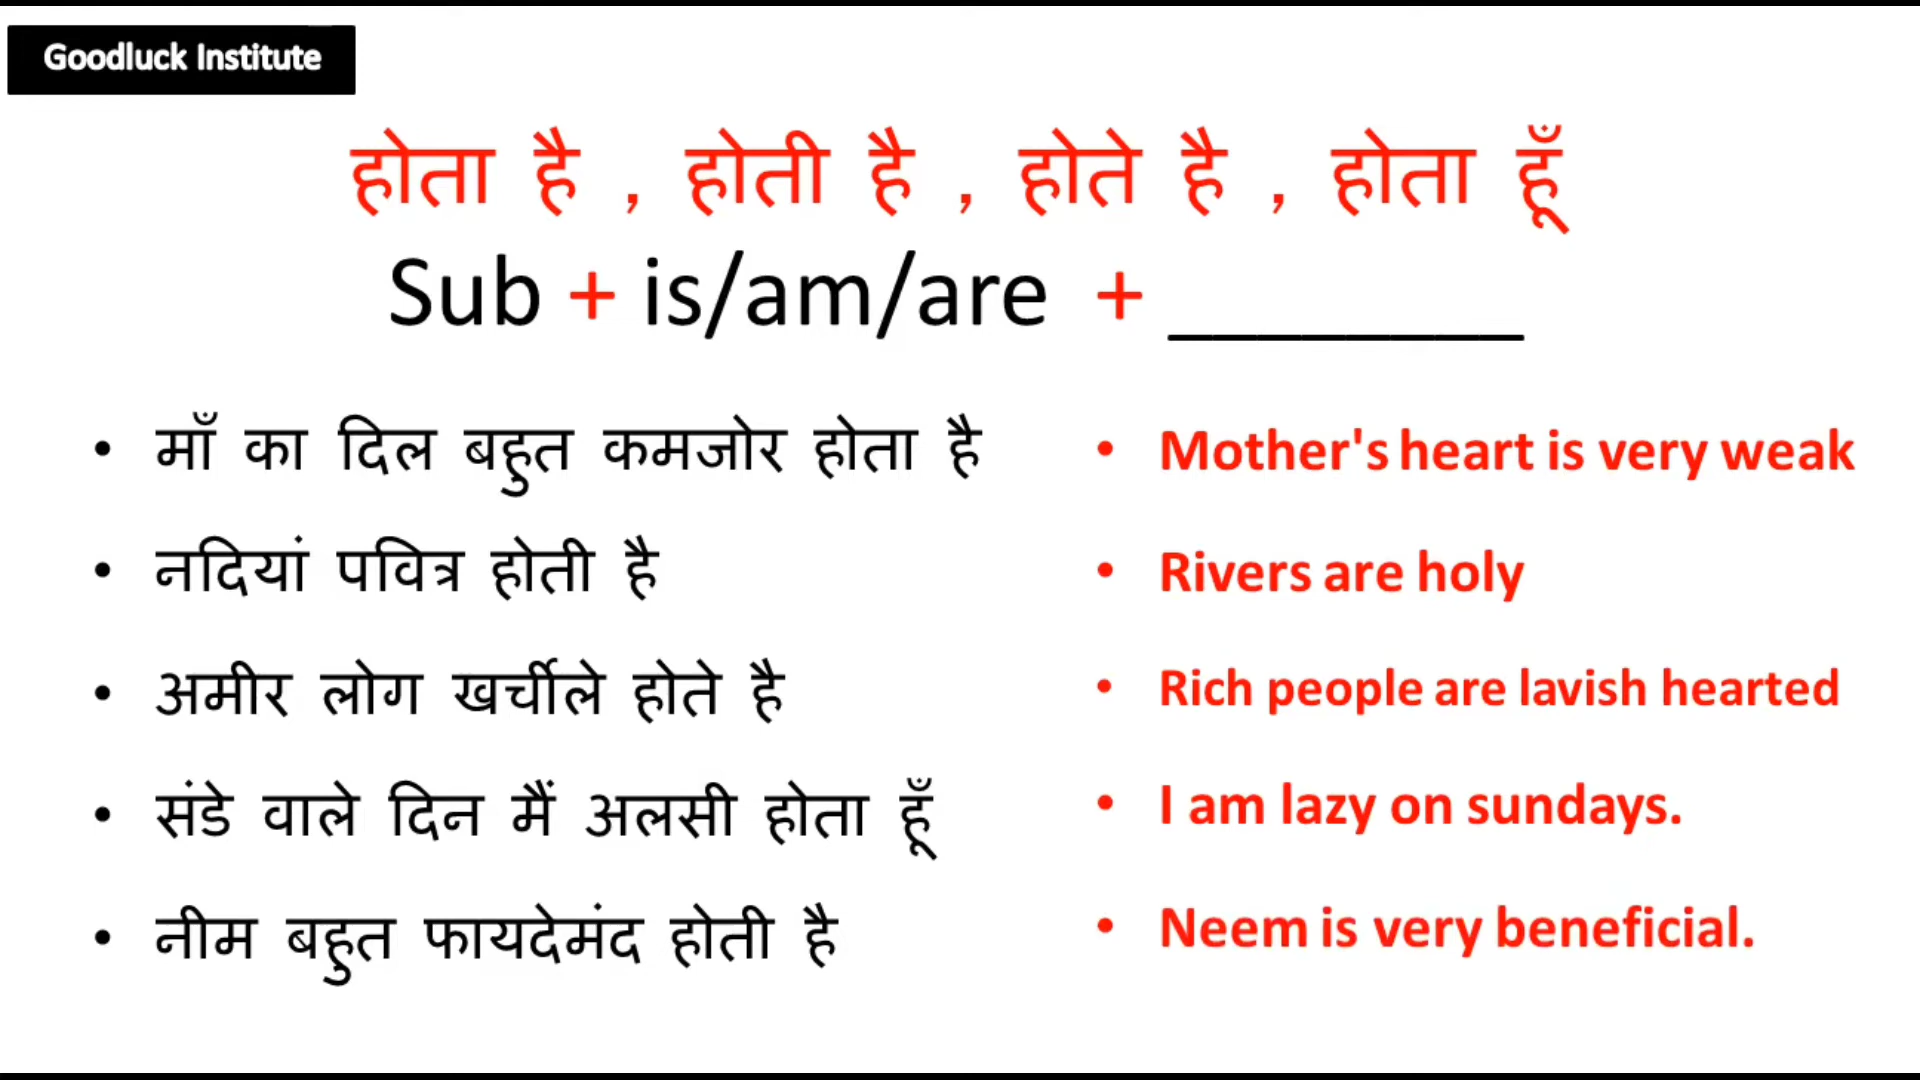 Goodluck Institute
होता है , होती है , होते है , होता हूँ
Sub + is/am/are + ________
• माँ का दिल बहुत कमजोर होता है
• Mother's heart is very weak
• नदियां पवित्र होती है
• Rivers are holy
• अमीर लोग खर्चीले होते है
• Rich people are lavish hearted
• संडे वाले दिन मैं अलसी होता हूँ
• I am lazy on sundays.
• नीम बहुत फायदेमंद होती है
• Neem is very beneficial.